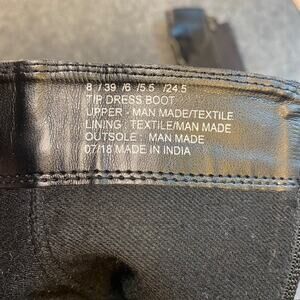 8 /39 /6 /5.5 /24.5
TIP DRESS BOOT
UPPER - MAN MADE/TEXTILE
LINING : TEXTILE/MAN MADE
OUTSOLE : MAN MADE
07/18 MADE IN INDIA